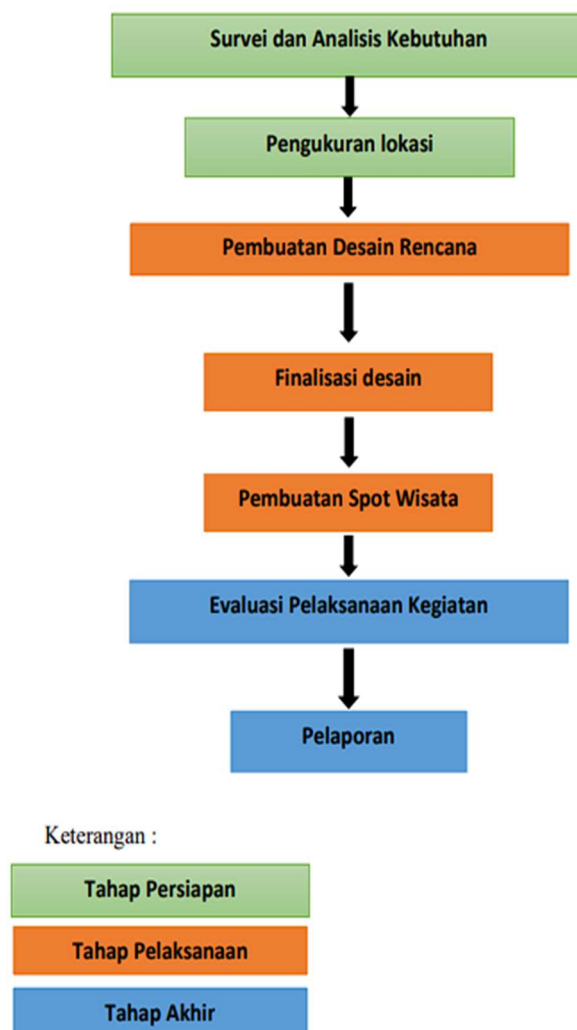 Survei dan Analisis Kebutuhan
Pengukuran lokasi
Pembuatan Desain Rencana
Finalisasi desain
Pembuatan Spot Wisata
Evaluasi Pelaksanaan Kegiatan
Pelaporan
Keterangan :
Tahap Persiapan
Tahap Pelaksanaan
Tahap Akhir